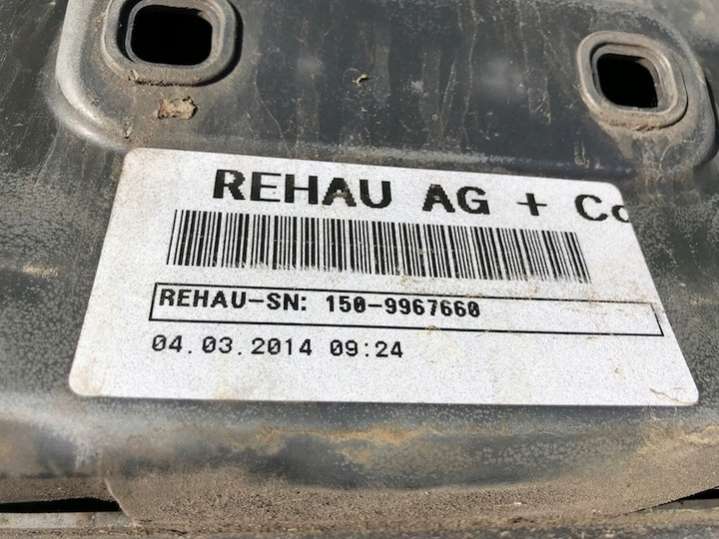 REHAU AG + Co
REHAU-SN: 150-9967660
04.03.2014 09:24